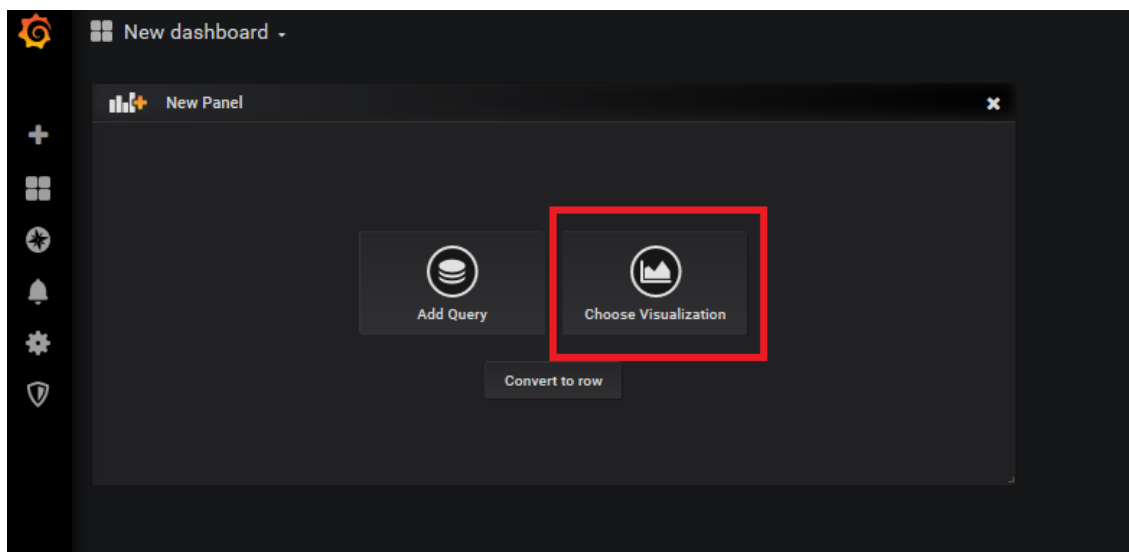 New dashboard
New Panel
Add Query
Choose Visualization
Convert to row